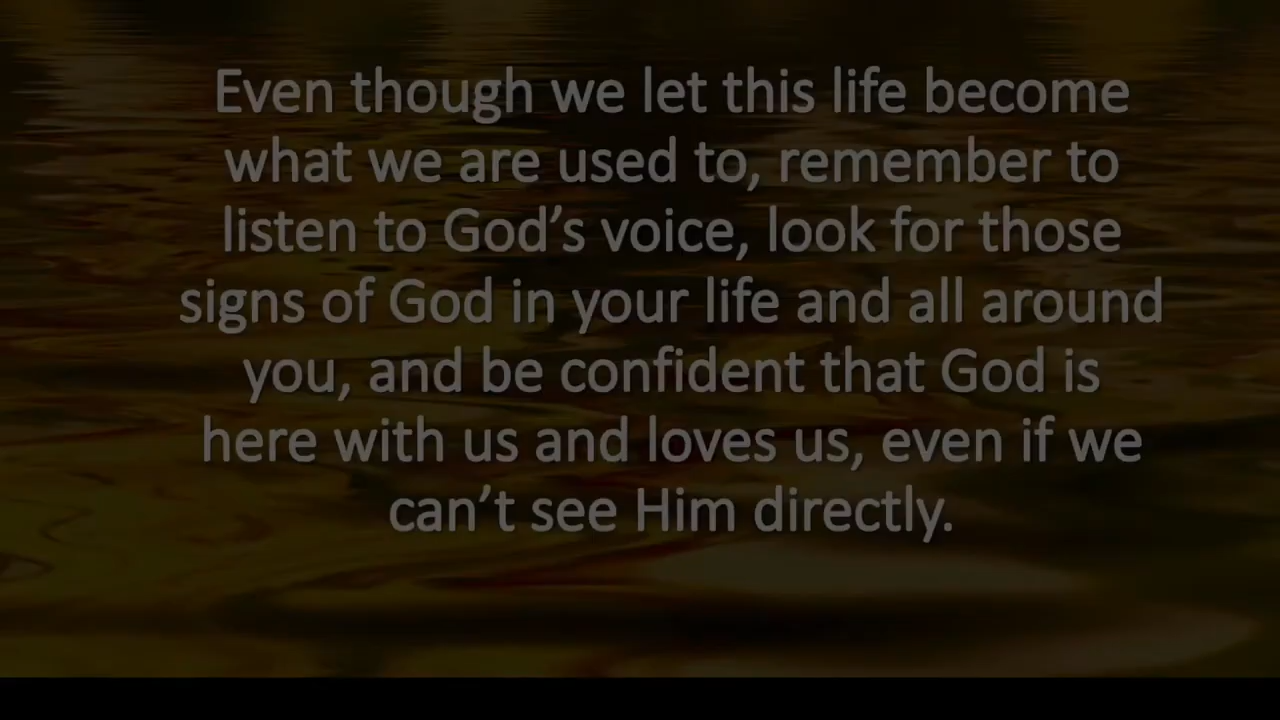 Even though we let this life become
what we are used to, remember to
listen to God’s voice, look for those
signs of God in your life and all around
you, and be confident that God is
here with us and loves us, even if we
can’t see Him directly.